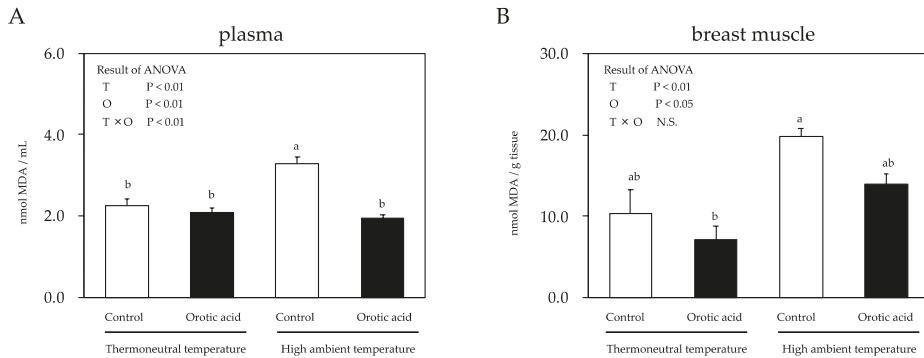 A
plasma
6.0
4.0
2.0
0.0
nmol MDA / mL
Result of ANOVA
T P < 0.01
O P < 0.01
T × O P < 0.01
b
b
a
b
Control Orotic acid Control Orotic acid
Thermoneutral temperature High ambient temperature
B
breast muscle
30.0
20.0
10.0
0.0
nmol MDA / g tissue
Result of ANOVA
T P < 0.01
O P < 0.05
T × O N.S.
ab
b
a
ab
Control Orotic acid Control Orotic acid
Thermoneutral temperature High ambient temperature